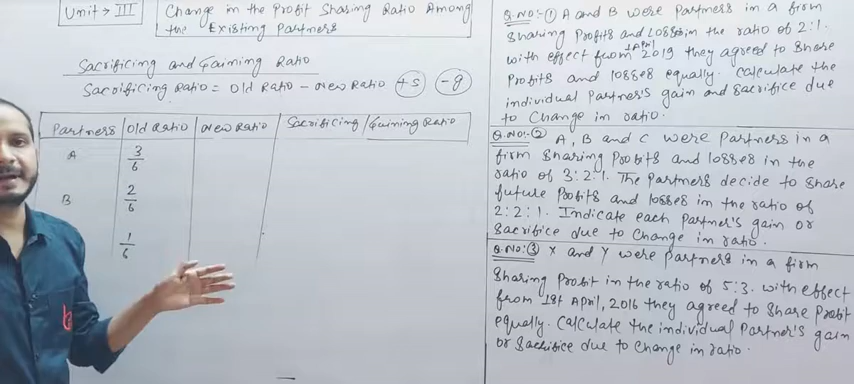 Unit → III
Change in the Profit Sharing Ratio Among
the Existing Partners
Sacrificing and Gaining Ratio
Sacrificing Ratio = Old Ratio - New Ratio +S -g
Partners Old Ratio New Ratio Sacrificing/Gaining Ratio
A 3/6
B 2/6
1/6
Q.NO:-① A and B were Partners in a firm
Sharing Profits and Losses in the ratio of 2:1.
with effect from 1 April 2019 they agreed to Share
Profits and losses equally. Calculate the
individual Partner's gain and Sacrifice due
to Change in ratio.
Q.NO:-② A, B and C were Partners in a
firm Sharing Profits and losses in the
ratio of 3:2:1. The Partners decide to Share
future Profits and losses in the ratio of
2:2:1. Indicate each Partner's gain or
Sacrifice due to Change in ratio.
Q.NO:③ X and Y were Partners in a firm
Sharing Profit in the ratio of 5:3. with effect
from 1st April, 2016 they agreed to Share Profit
equally. Calculate the individual Partner's gain
or Sacrifice due to Change in ratio.